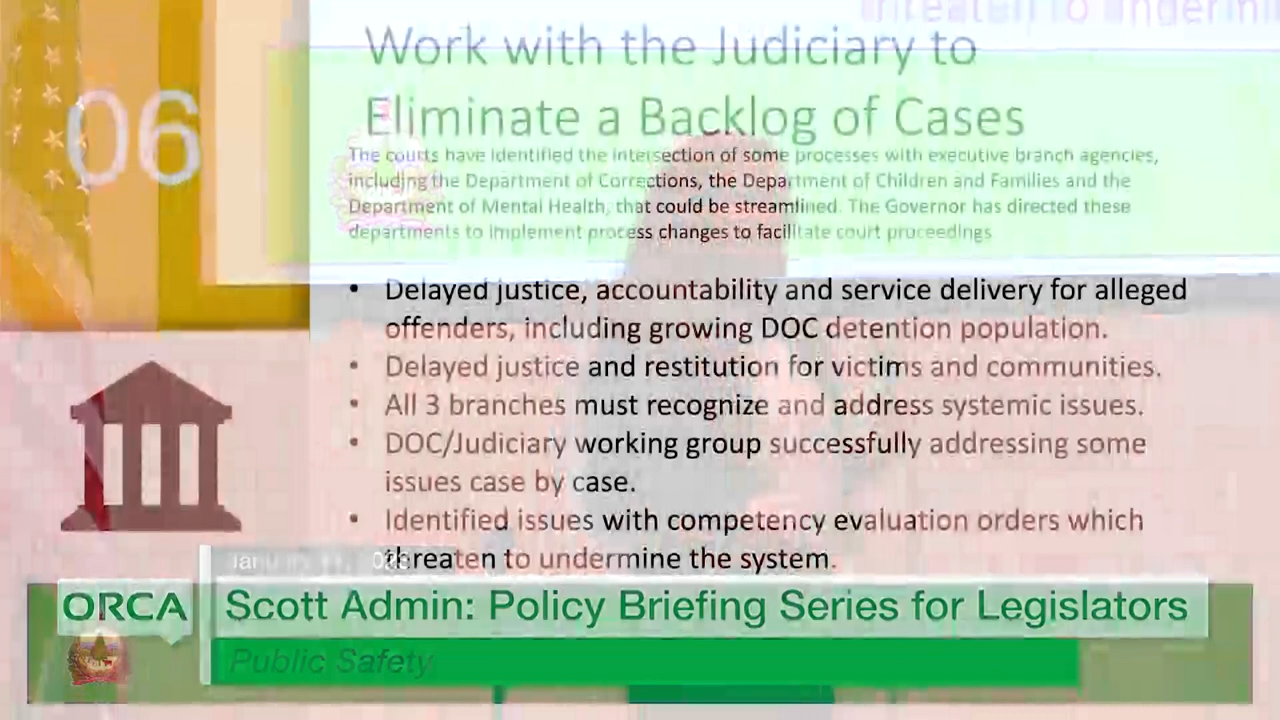 threaten to undermi
Work with the Judiciary to
06
Eliminate a Backlog of Cases
The courts have identified the intersection of some processes with executive branch agencies,
including the Department of Corrections, the Department of Children and Families and the
Department of Mental Health, that could be streamlined. The Governor has directed these
departments to implement process changes to facilitate court proceedings
• Delayed justice, accountability and service delivery for alleged
offenders, including growing DOC detention population.
• Delayed justice and restitution for victims and communities.
• All 3 branches must recognize and address systemic issues.
• DOC/Judiciary working group successfully addressing some
issues case by case.
• Identified issues with competency evaluation orders which
threaten to undermine the system.
ORCA
Scott Admin: Policy Briefing Series for Legislators
Public Safety